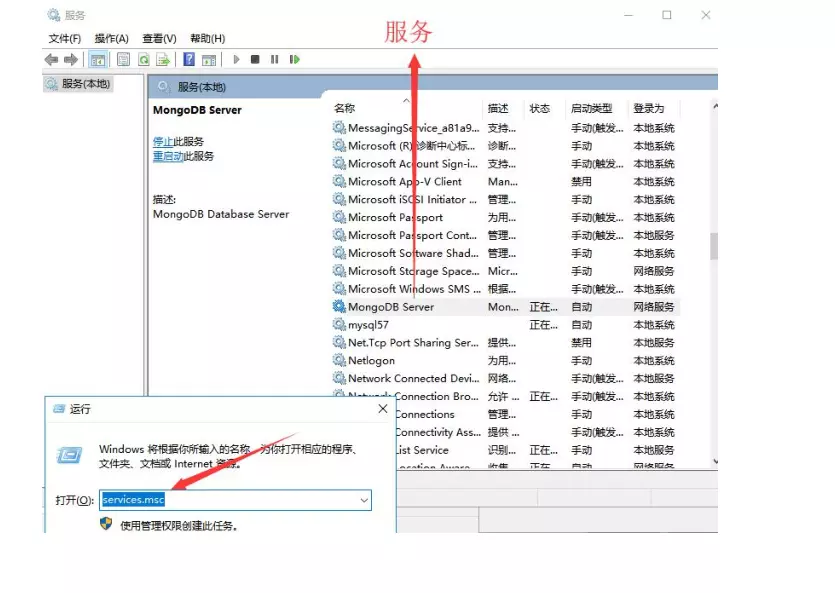 服务
文件(F) 操作(A) 查看(V) 帮助(H)
服务
服务(本地)
服务(本地)
MongoDB Server
停止此服务
重启动此服务
描述:
MongoDB Database Server
名称 描述 状态 启动类型 登录为
MessagingService_a81a9... 支持... 手动(触发... 本地系统
Microsoft (R) 诊断中心标... 诊断... 手动 本地系统
Microsoft Account Sign-i... 支持... 手动(触发... 本地系统
Microsoft App-V Client Man... 禁用 本地系统
Microsoft iSCSI Initiator ... 管理... 手动 本地系统
Microsoft Passport 为用... 手动(触发... 本地系统
Microsoft Passport Cont... 管理... 手动(触发... 本地服务
Microsoft Software Shad... 管理... 手动 本地系统
Microsoft Storage Space... Micr... 手动 网络服务
Microsoft Windows SMS ... 根据... 手动(触发... 本地系统
MongoDB Server Mon... 正在... 自动 网络服务
mysql57 正在... 自动 本地系统
Net.Tcp Port Sharing Ser... 提供... 禁用 本地服务
Netlogon 为用... 手动 本地系统
Network Connected Devi... 网络... 手动(触发... 本地服务
Network Connection Bro... 允许 ... 正在... 手动(触发... 本地系统
Connections 管理... 手动 本地系统
Connectivity Ass... 提供 ... 手动(触发... 本地系统
List Service 识别... 正在... 手动 本地服务
Location Aware 收集 正在 自动 网络服务
运行
Windows 将根据你所输入的名称，为你打开相应的程序、
文件夹、文档或 Internet 资源。
打开(O): services.msc
使用管理权限创建此任务。